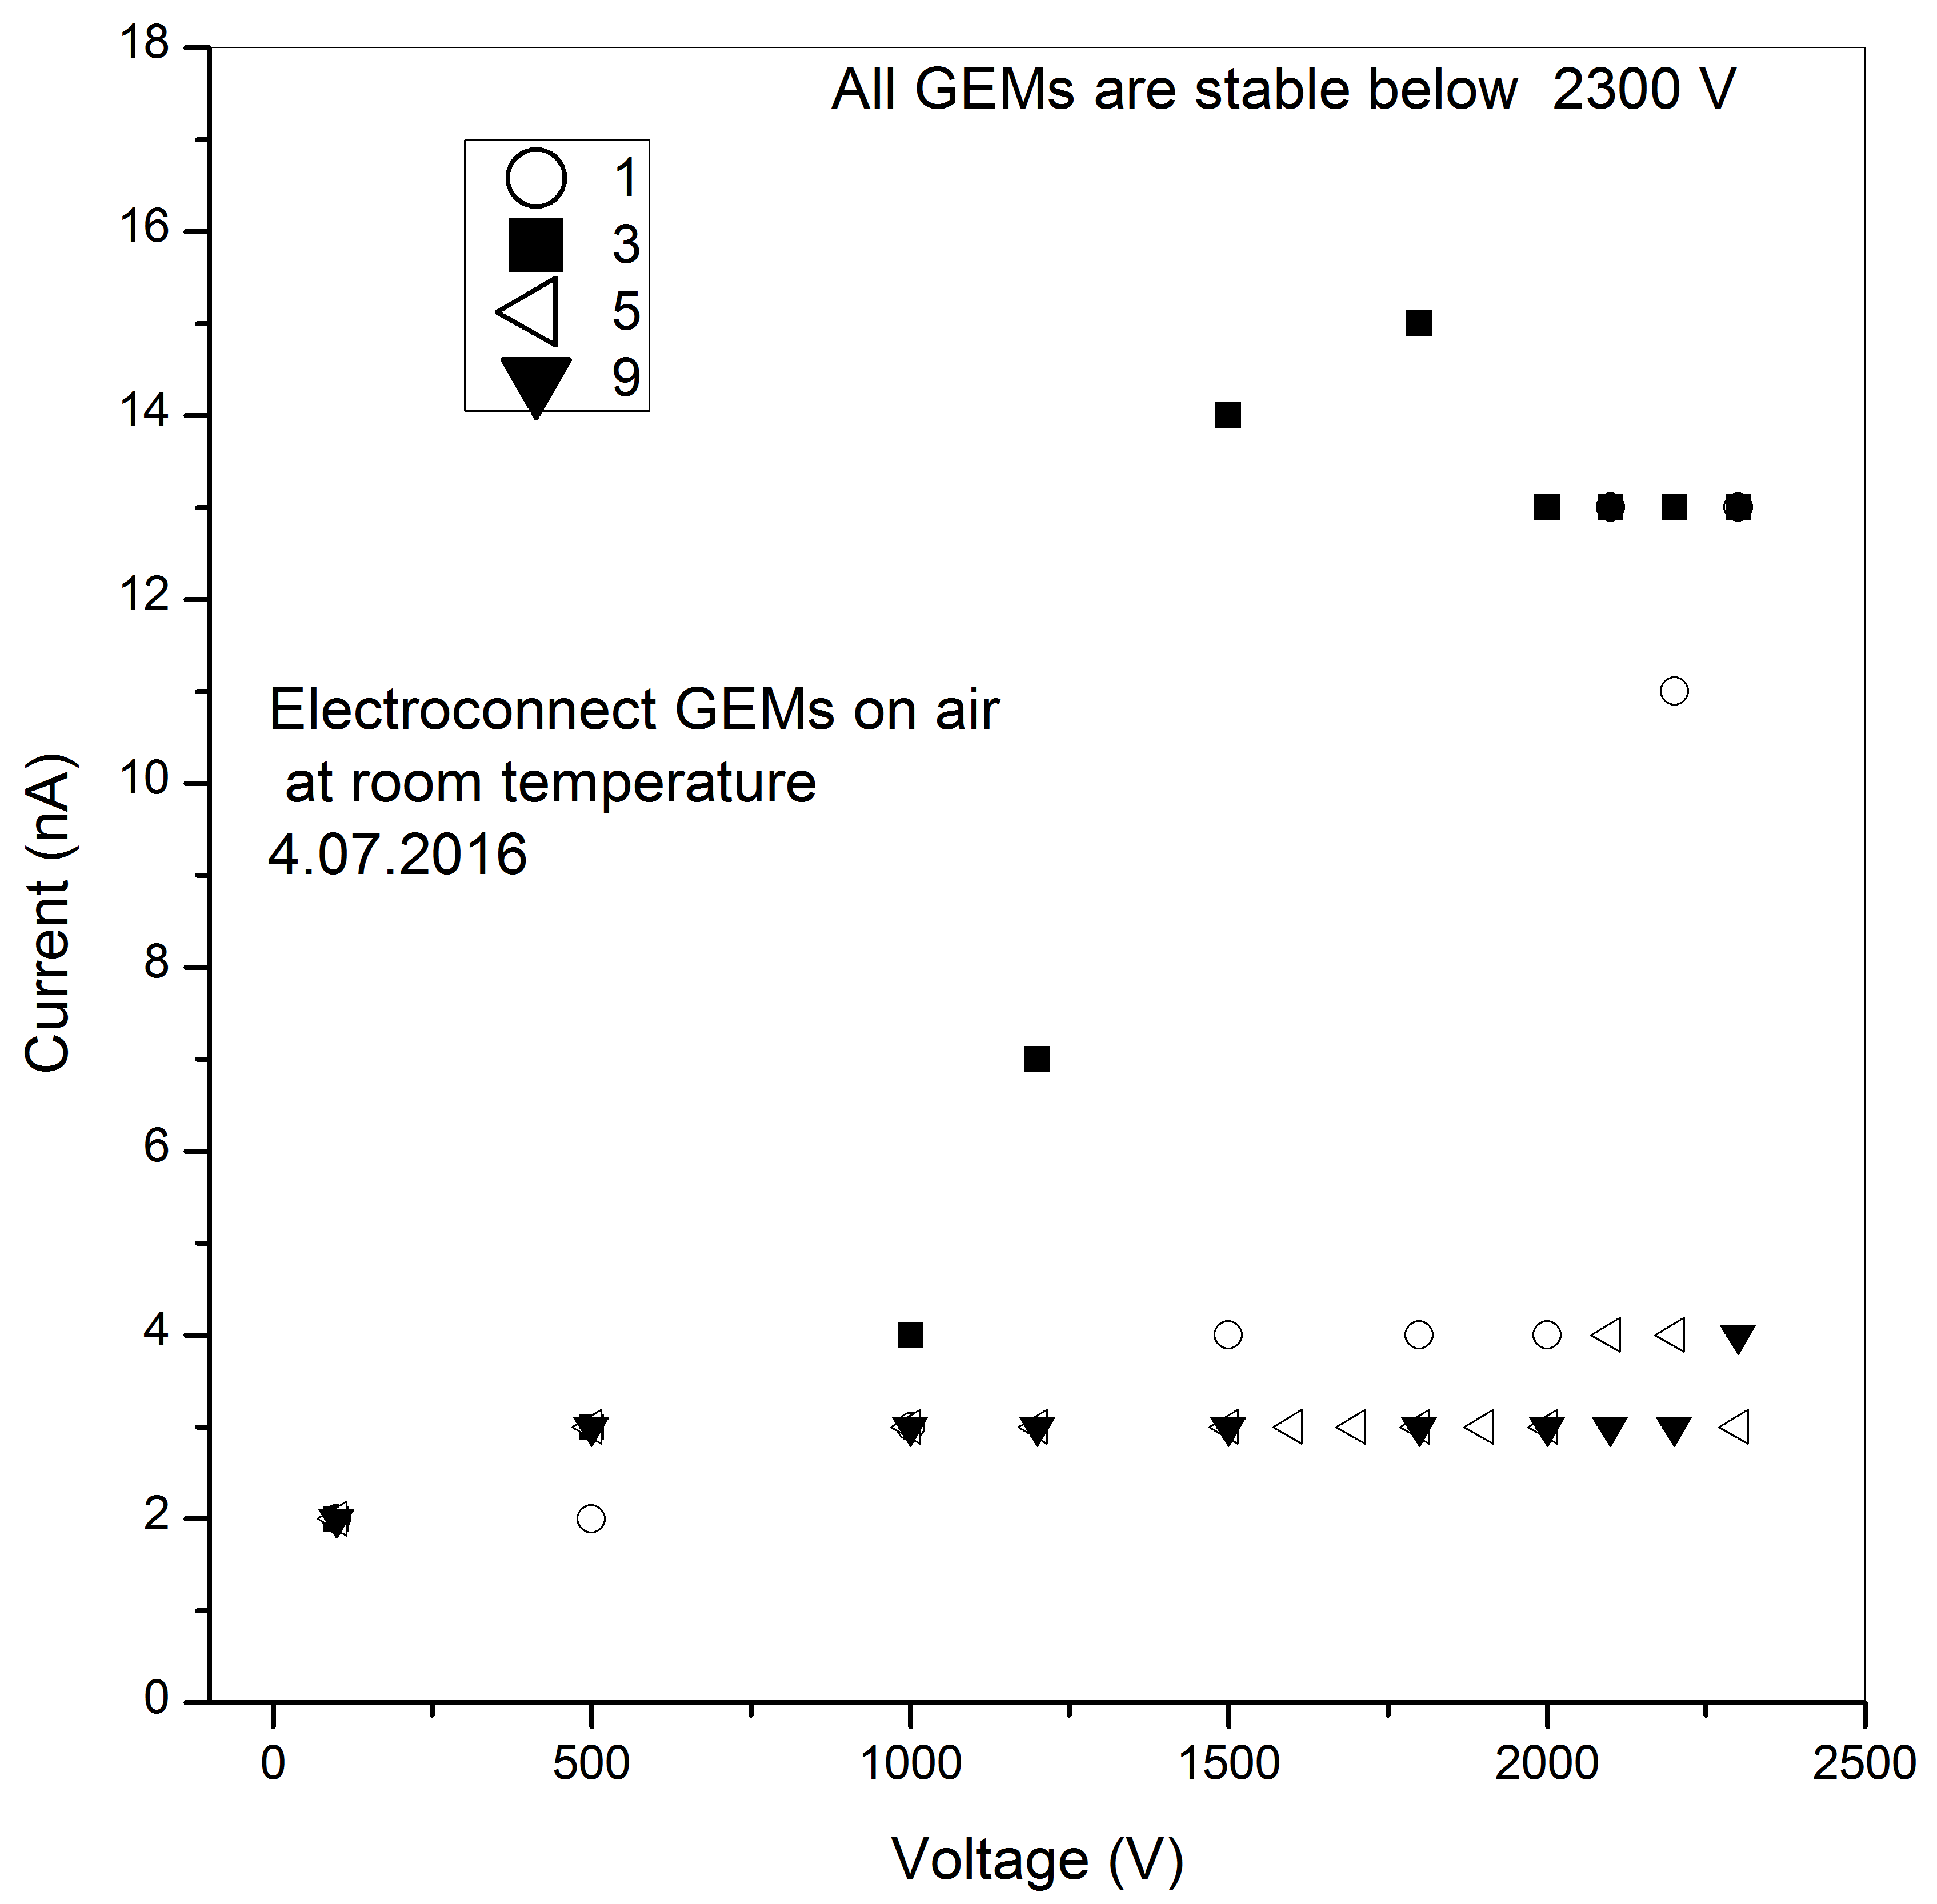 18
All GEMs are stable below  2300 V
1
16
3
5
9
14
12
Electroconnect GEMs on air
10
at room temperature
4.07.2016
Current (nA)
8
6
4
2
0
0 500 1000 1500 2000 2500
Voltage (V)